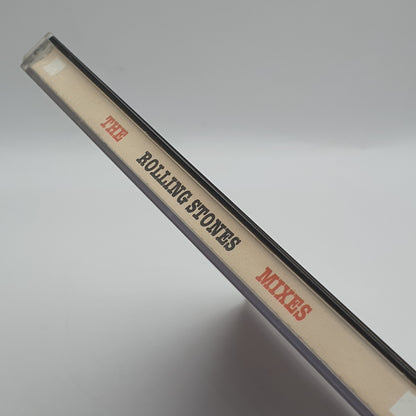 THE ROLLING STONES MIXES